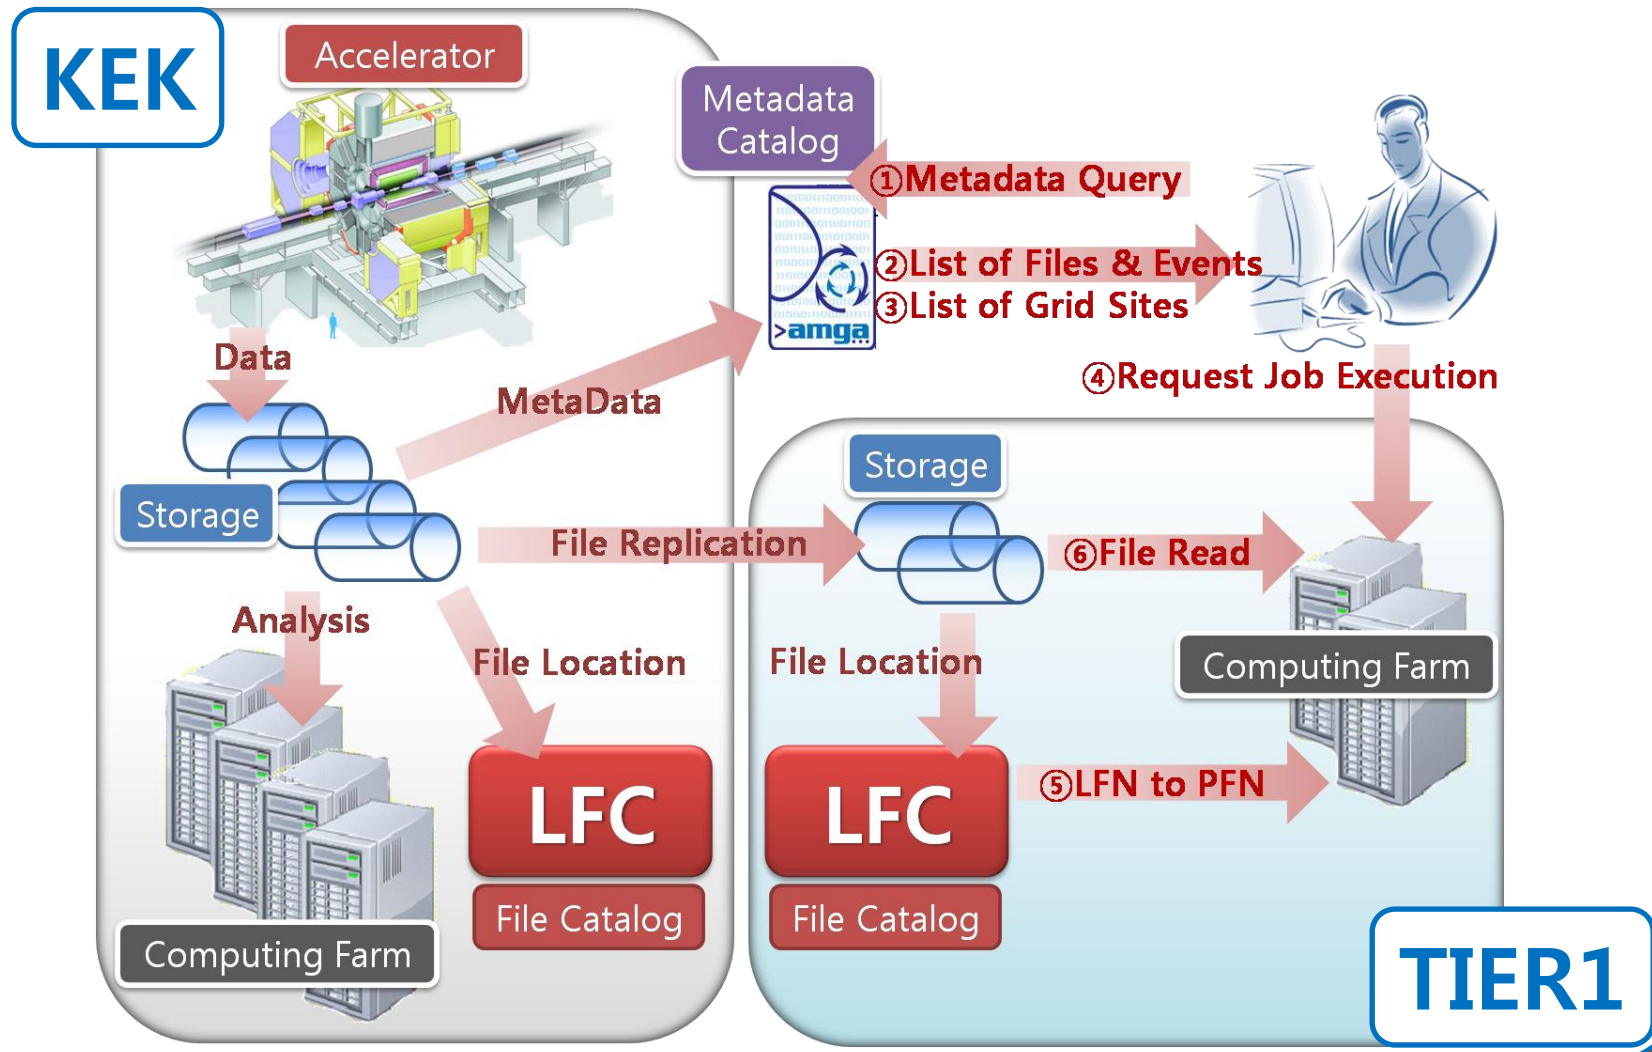 KEK
Accelerator
Metadata
Catalog
①Metadata Query
②List of Files & Events
③List of Grid Sites
>amga...
Data
MetaData
④Request Job Execution
Storage
Storage
File Replication
⑥File Read
Analysis
File Location
File Location
Computing Farm
LFC
LFC
⑤LFN to PFN
File Catalog
File Catalog
Computing Farm
TIER1